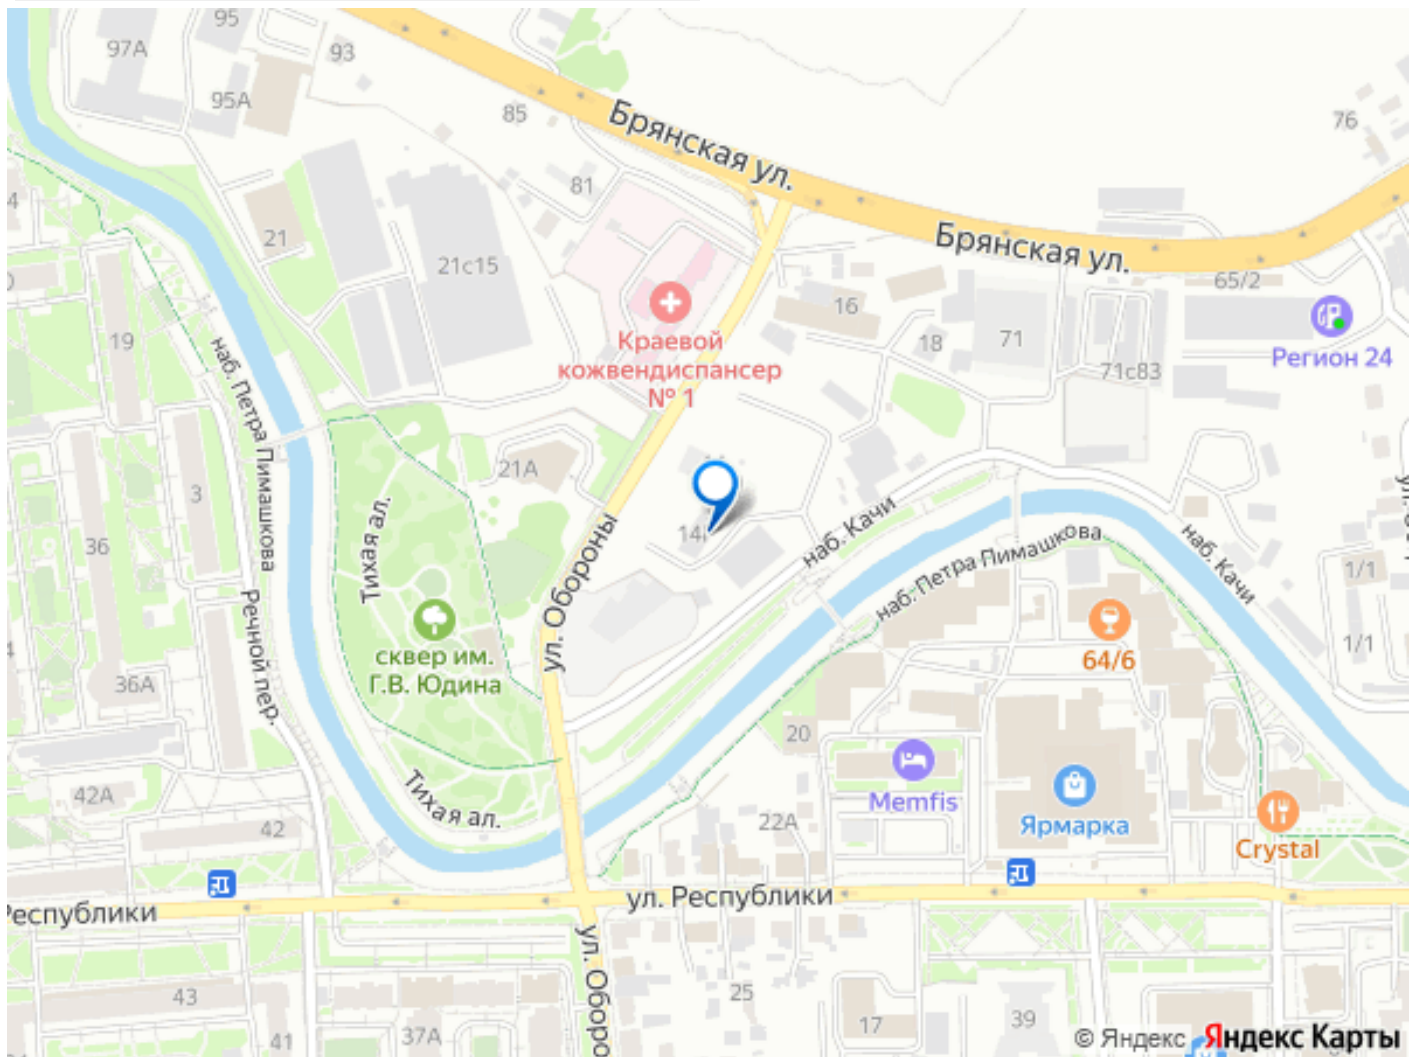 95
97А
93
95А
85
Брянская ул.
76
81
21
21с15
Брянская ул.
65/2
16
18
71
71с83
Регион 24
Краевой
кожвендиспансер
№ 1
19
наб. Петра Пимашкова
3
36
21А
Тихая ал.
ул. Обороны
наб. Качи
наб. Петра Пимашкова
наб. Качи
1/1
1/1
64/6
сквер им.
Г.В. Юдина
Речной пер.
36А
20
Memfis
Ярмарка
Crystal
42А
42
Тихая ал.
22А
Республики
ул. Республики
ул. Оборо
43
41
37А
25
17
39
© Яндекс Яндекс Карты